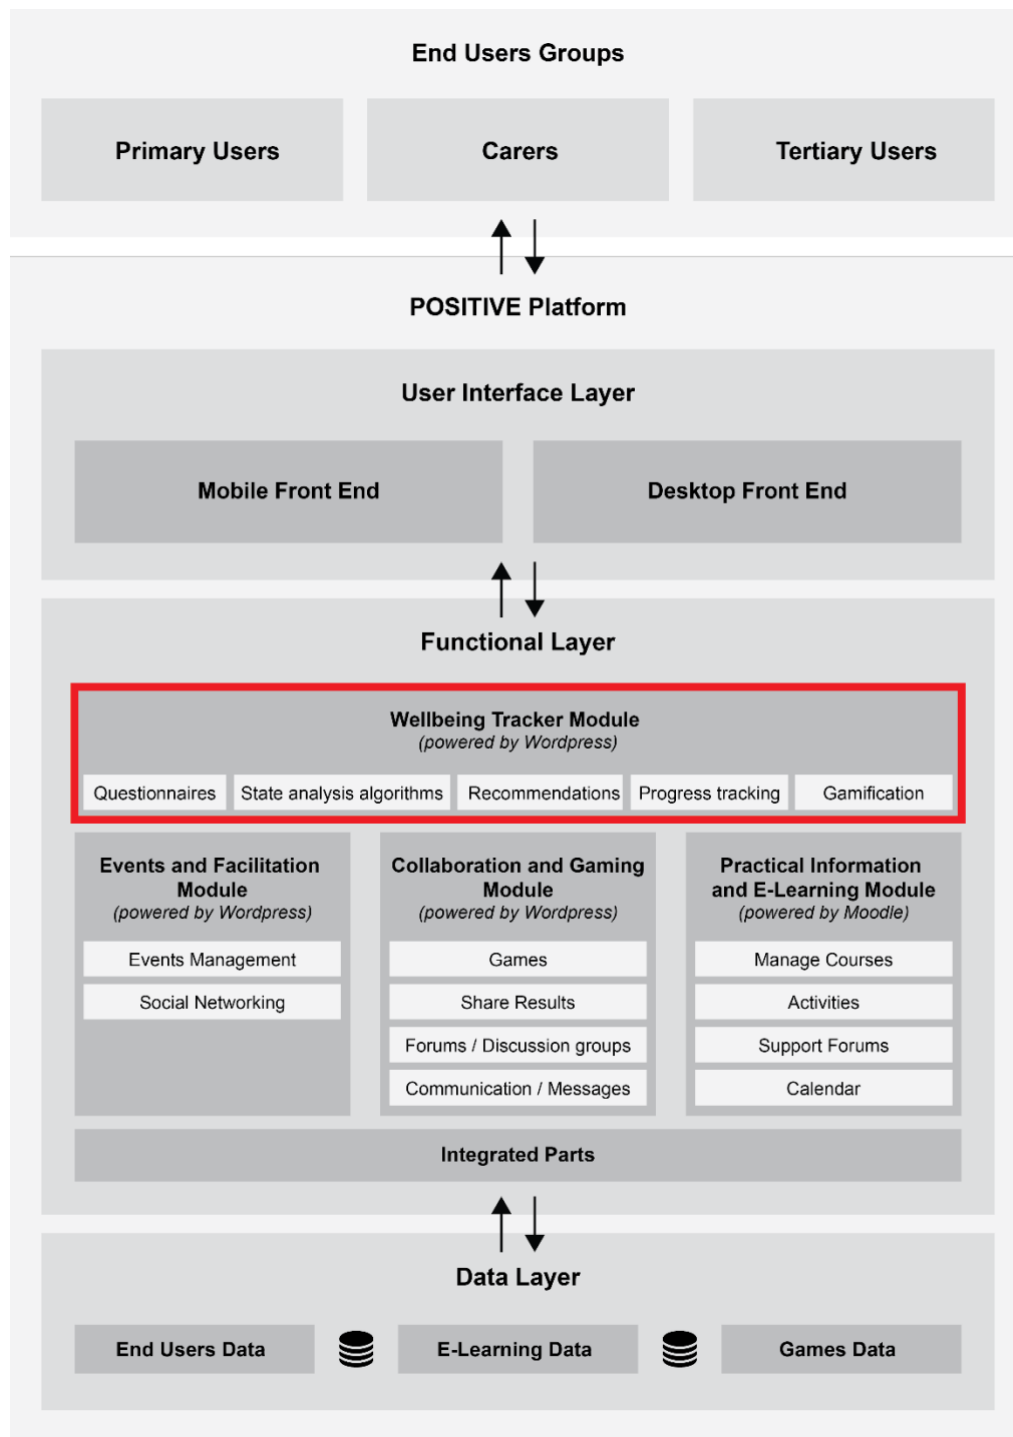 End Users Groups
Primary Users
Carers
Tertiary Users
POSITIVE Platform
User Interface Layer
Mobile Front End
Desktop Front End
Functional Layer
Wellbeing Tracker Module
(powered by Wordpress)
Questionnaires
State analysis algorithms
Recommendations
Progress tracking
Gamification
Events and Facilitation
Module
(powered by Wordpress)
Events Management
Social Networking
Collaboration and Gaming
Module
(powered by Wordpress)
Games
Share Results
Forums / Discussion groups
Communication / Messages
Practical Information
and E-Learning Module
(powered by Moodle)
Manage Courses
Activities
Support Forums
Calendar
Integrated Parts
Data Layer
End Users Data
E-Learning Data
Games Data